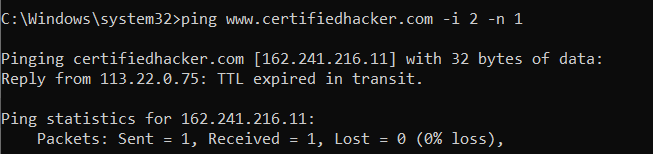 C:\Windows\system32>ping www.certifiedhacker.com -i 2 -n 1
Pinging certifiedhacker.com [162.241.216.11] with 32 bytes of data:
Reply from 113.22.0.75: TTL expired in transit.
Ping statistics for 162.241.216.11:
Packets: Sent = 1, Received = 1, Lost = 0 (0% loss),